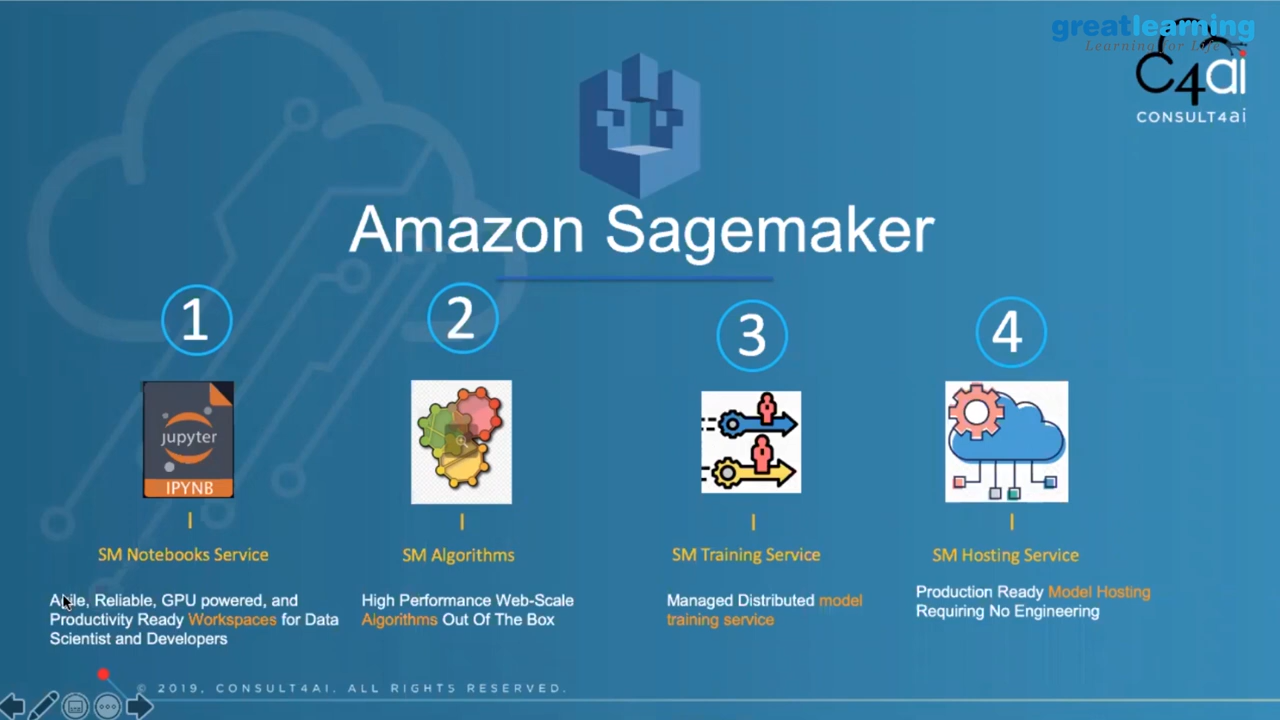 greatlearning
Learning for Life
C4ai
CONSULT4ai
Amazon Sagemaker
1
2
3
4
jupyter
IPYNB
SM Notebooks Service
SM Algorithms
SM Training Service
SM Hosting Service
Agile, Reliable, GPU powered, and
Productivity Ready Workspaces for Data
Scientist and Developers
High Performance Web-Scale
Algorithms Out Of The Box
Managed Distributed model
training service
Production Ready Model Hosting
Requiring No Engineering
© 2019, CONSULT4AI. ALL RIGHTS RESERVED.